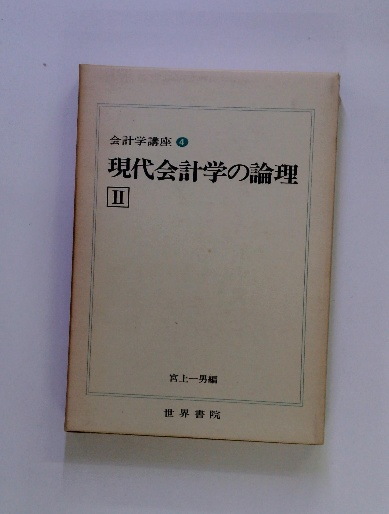 会計学講座 4
現代会計学の論理
II
宮上一男編
世界書院